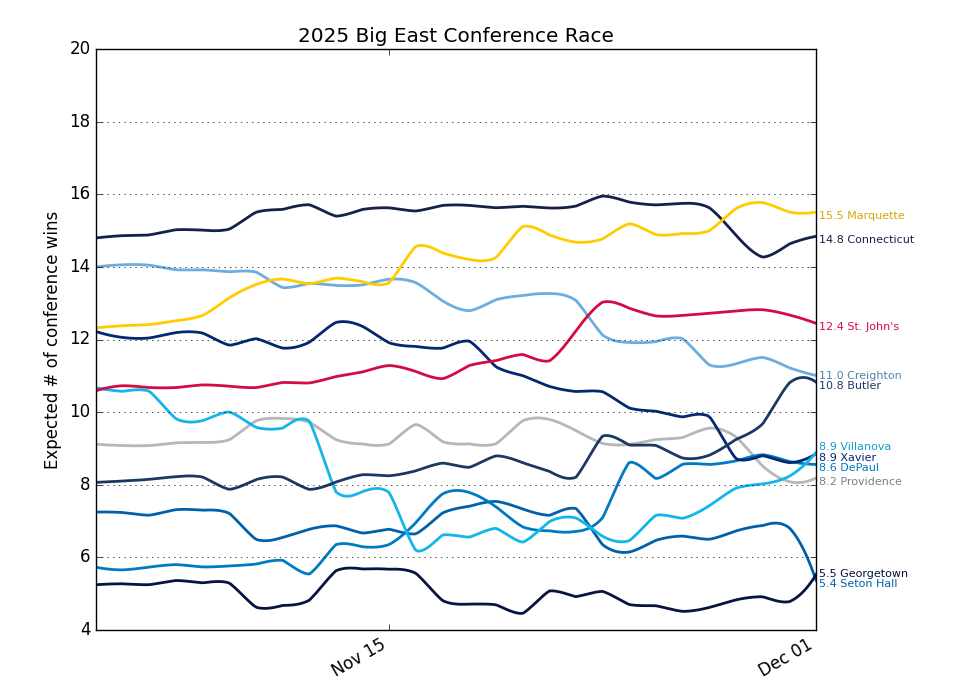 2025 Big East Conference Race
Expected # of conference wins
20
18
16
14
12
10
8
6
4
Nov 15
Dec 01
15.5 Marquette
14.8 Connecticut
12.4 St. John's
11.0 Creighton
10.8 Butler
8.9 Villanova
8.9 Xavier
8.6 DePaul
8.2 Providence
5.5 Georgetown
5.4 Seton Hall